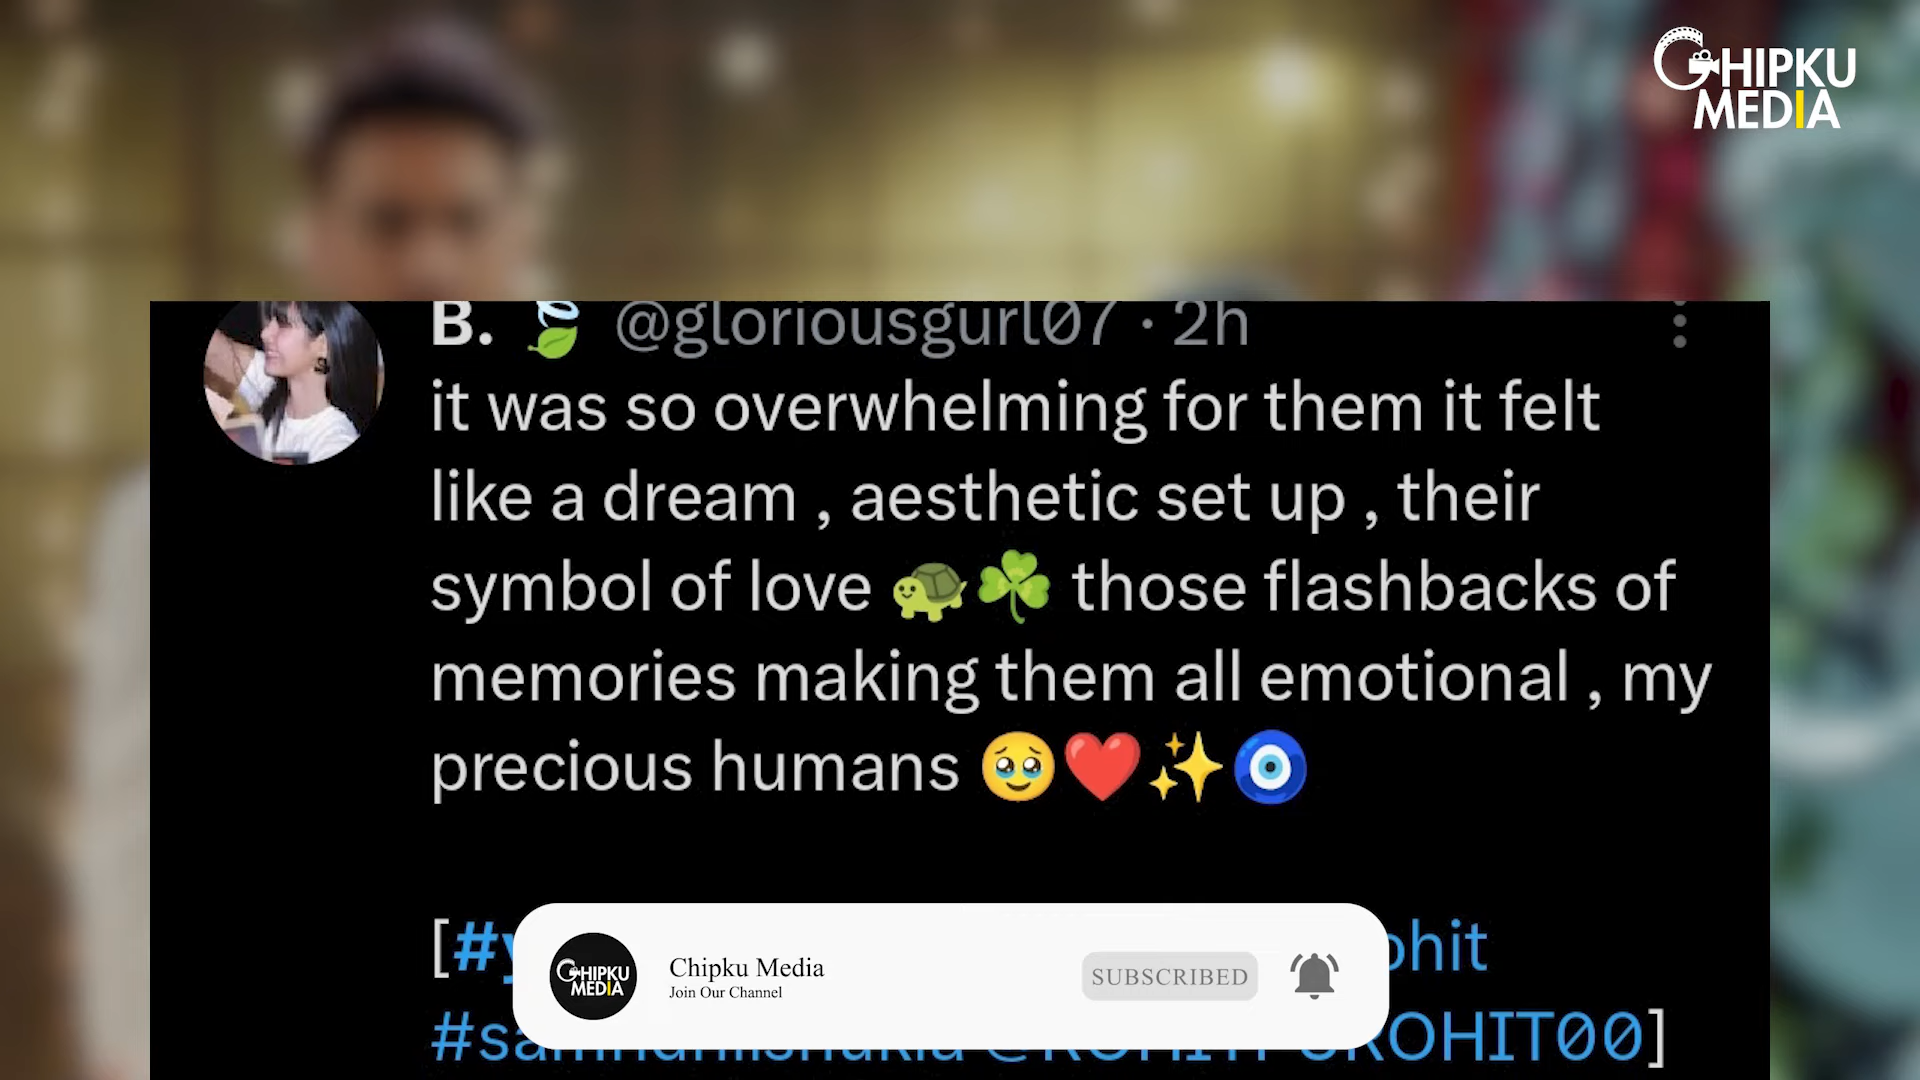 CHIPKU
MEDIA
B. 🍃 @gloriousgurl07 · 2h
it was so overwhelming for them it felt
like a dream , aesthetic set up , their
symbol of love 🐢☘️ those flashbacks of
memories making them all emotional , my
precious humans 🥹❤️✨🧿
CHIPKU
MEDIA
Chipku Media
Join Our Channel
SUBSCRIBED